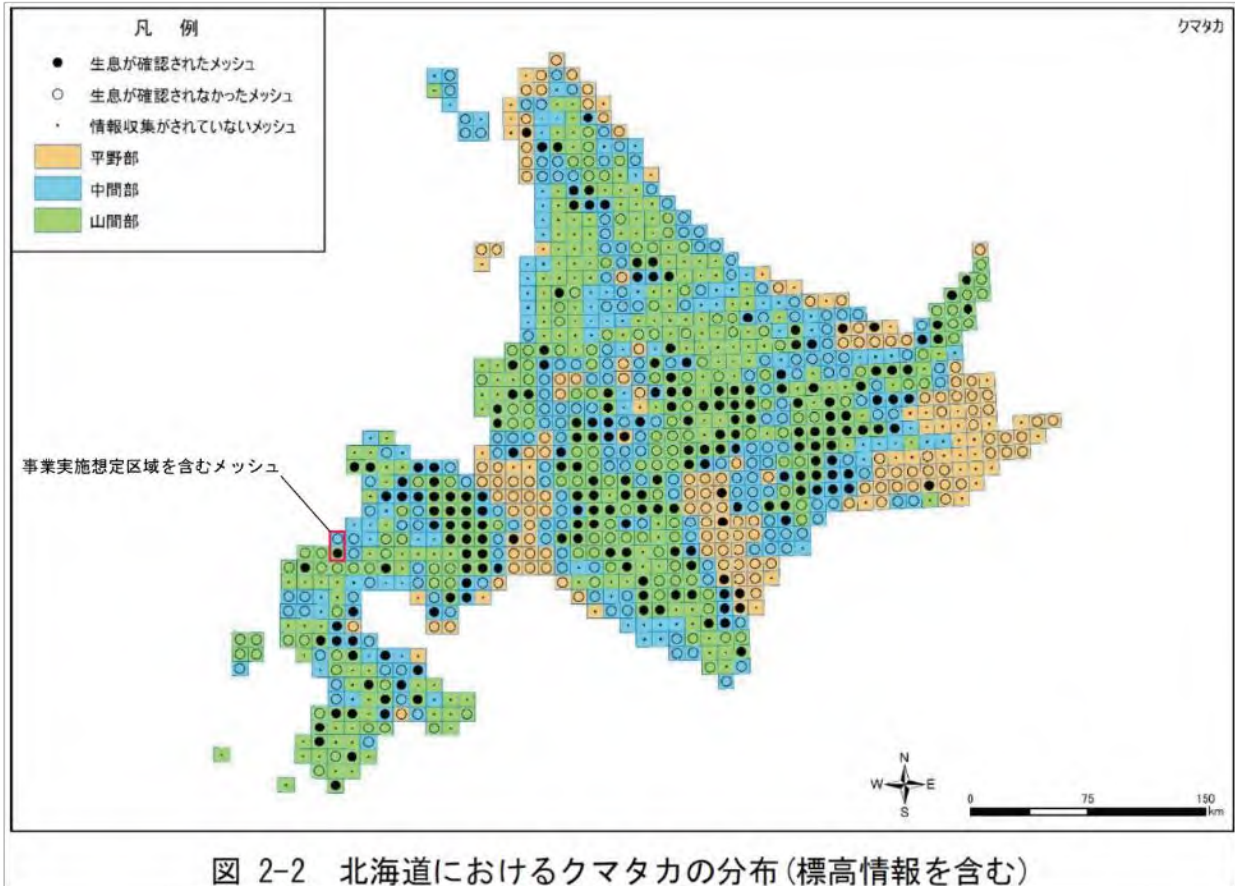 凡 例
生息が確認されたメッシュ
生息が確認されなかったメッシュ
情報収集がされていないメッシュ
平野部
中間部
山間部
クマタカ
事業実施想定区域を含むメッシュ
N
W E
S
0 75 150
km
図 2-2 北海道におけるクマタカの分布(標高情報を含む)